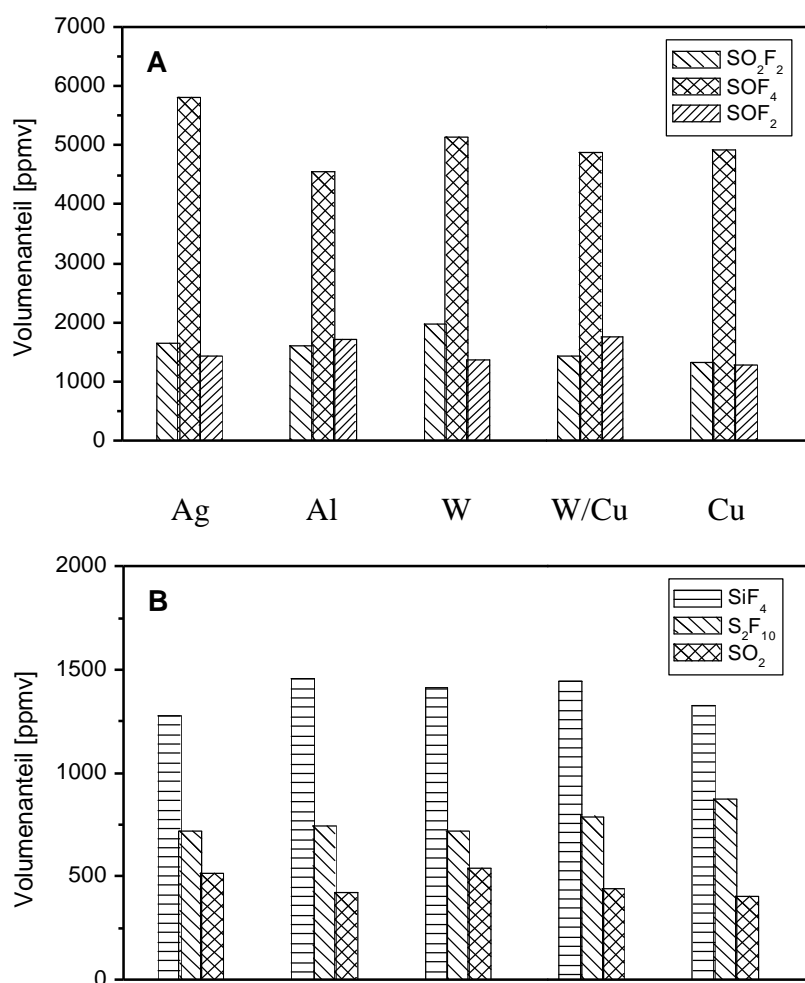 7000
6000
5000
4000
3000
2000
1000
0
Volumenanteil [ppmv]
A
SO₂F₂
SOF₄
SOF₂
Ag Al W W/Cu Cu
2000
1500
1000
500
0
Volumenanteil [ppmv]
B
SiF₄
S₂F₁₀
SO₂